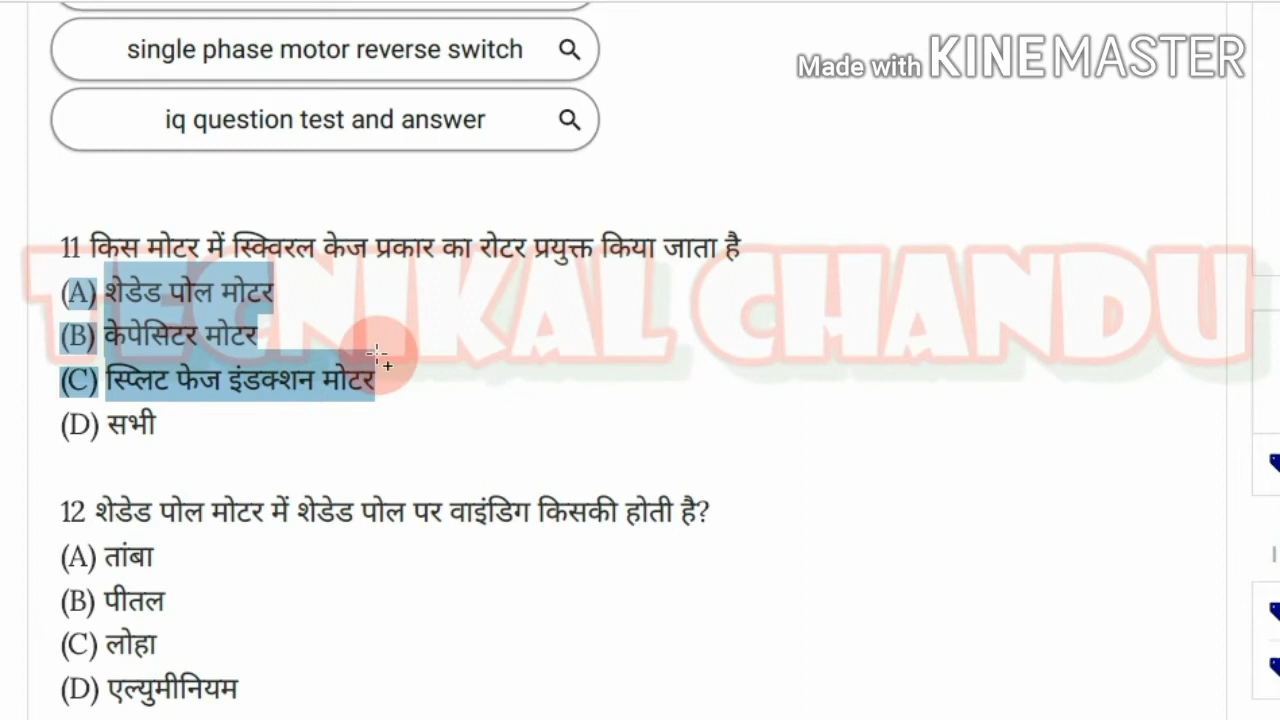 single phase motor reverse switch
Made with KINEMASTER
iq question test and answer
11 किस मोटर में स्क्विरल केज प्रकार का रोटर प्रयुक्त किया जाता है
TECNIKAL CHANDU
(A) शेडेड पोल मोटर
(B) केपेसिटर मोटर
(C) स्प्लिट फेज इंडक्शन मोटर
(D) सभी
12 शेडेड पोल मोटर में शेडेड पोल पर वाइंडिग किसकी होती है?
(A) तांबा
(B) पीतल
(C) लोहा
(D) एल्युमीनियम